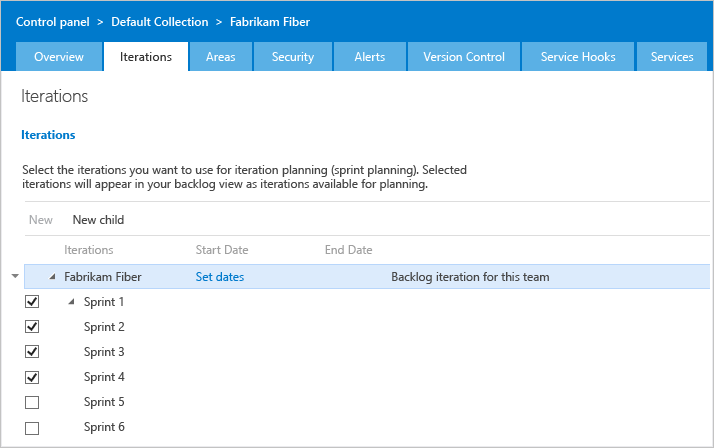 Control panel > Default Collection > Fabrikam Fiber
Overview Iterations Areas Security Alerts Version Control Service Hooks Services
Iterations
Iterations
Select the iterations you want to use for iteration planning (sprint planning). Selected
iterations will appear in your backlog view as iterations available for planning.
New New child
Iterations Start Date End Date
Fabrikam Fiber Set dates Backlog iteration for this team
Sprint 1
Sprint 2
Sprint 3
Sprint 4
Sprint 5
Sprint 6